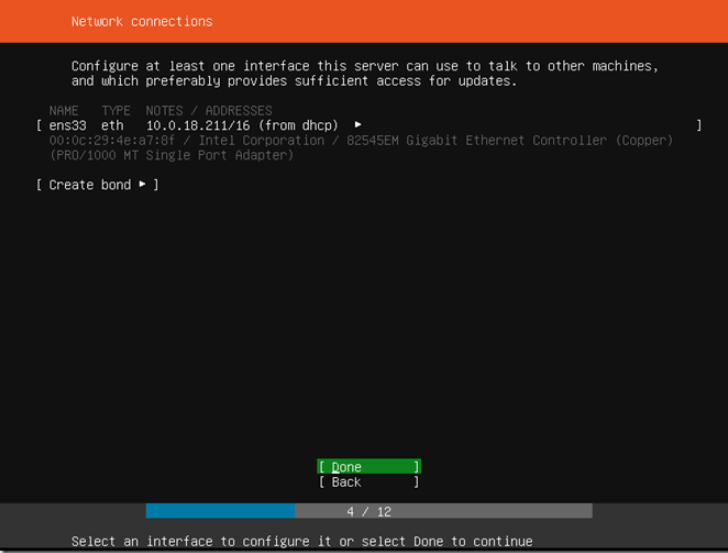 Network connections
Configure at least one interface this server can use to talk to other machines,
and which preferably provides sufficient access for updates.
NAME TYPE NOTES / ADDRESSES
[ ens33 eth 10.0.18.211/16 (from dhcp) ▸ ]
00:0c:29:4e:a7:8f / Intel Corporation / 82545EM Gigabit Ethernet Controller (Copper)
(PRO/1000 MT Single Port Adapter)
[ Create bond ▸ ]
[ Done ]
[ Back ]
4 / 12
Select an interface to configure it or select Done to continue